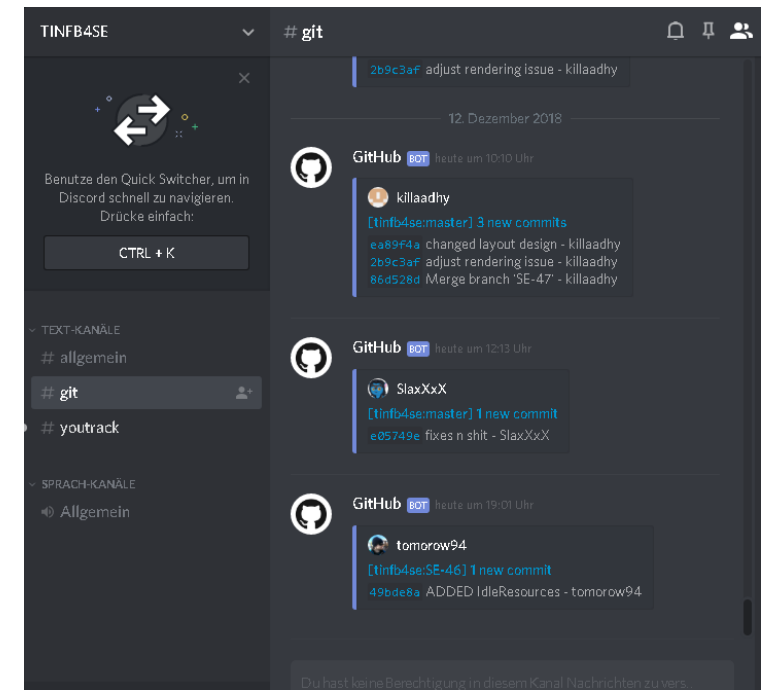 TINFB4SE
Benutze den Quick Switcher, um in
Discord schnell zu navigieren.
Drücke einfach:
CTRL + K
TEXT-KANÄLE
# allgemein
# git
# youtrack
SPRACH-KANÄLE
Allgemein
# git
2b9c3af adjust rendering issue - killaadhy
12. Dezember 2018
GitHub BOT heute um 10:10 Uhr
killaadhy
[tinfb4se:master] 3 new commits
ea89f4a changed layout design - killaadhy
2b9c3af adjust rendering issue - killaadhy
86d528d Merge branch 'SE-47' - killaadhy
GitHub BOT heute um 12:13 Uhr
SlaxXxX
[tinfb4se:master] 1 new commit
e05749e fixes n shit - SlaxXxX
GitHub BOT heute um 19:01 Uhr
tomorow94
[tinfb4se:SE-46] 1 new commit
49bde8a ADDED IdleResources - tomorow94
Du hast keine Berechtigung in diesem Kanal Nachrichten zu vers...